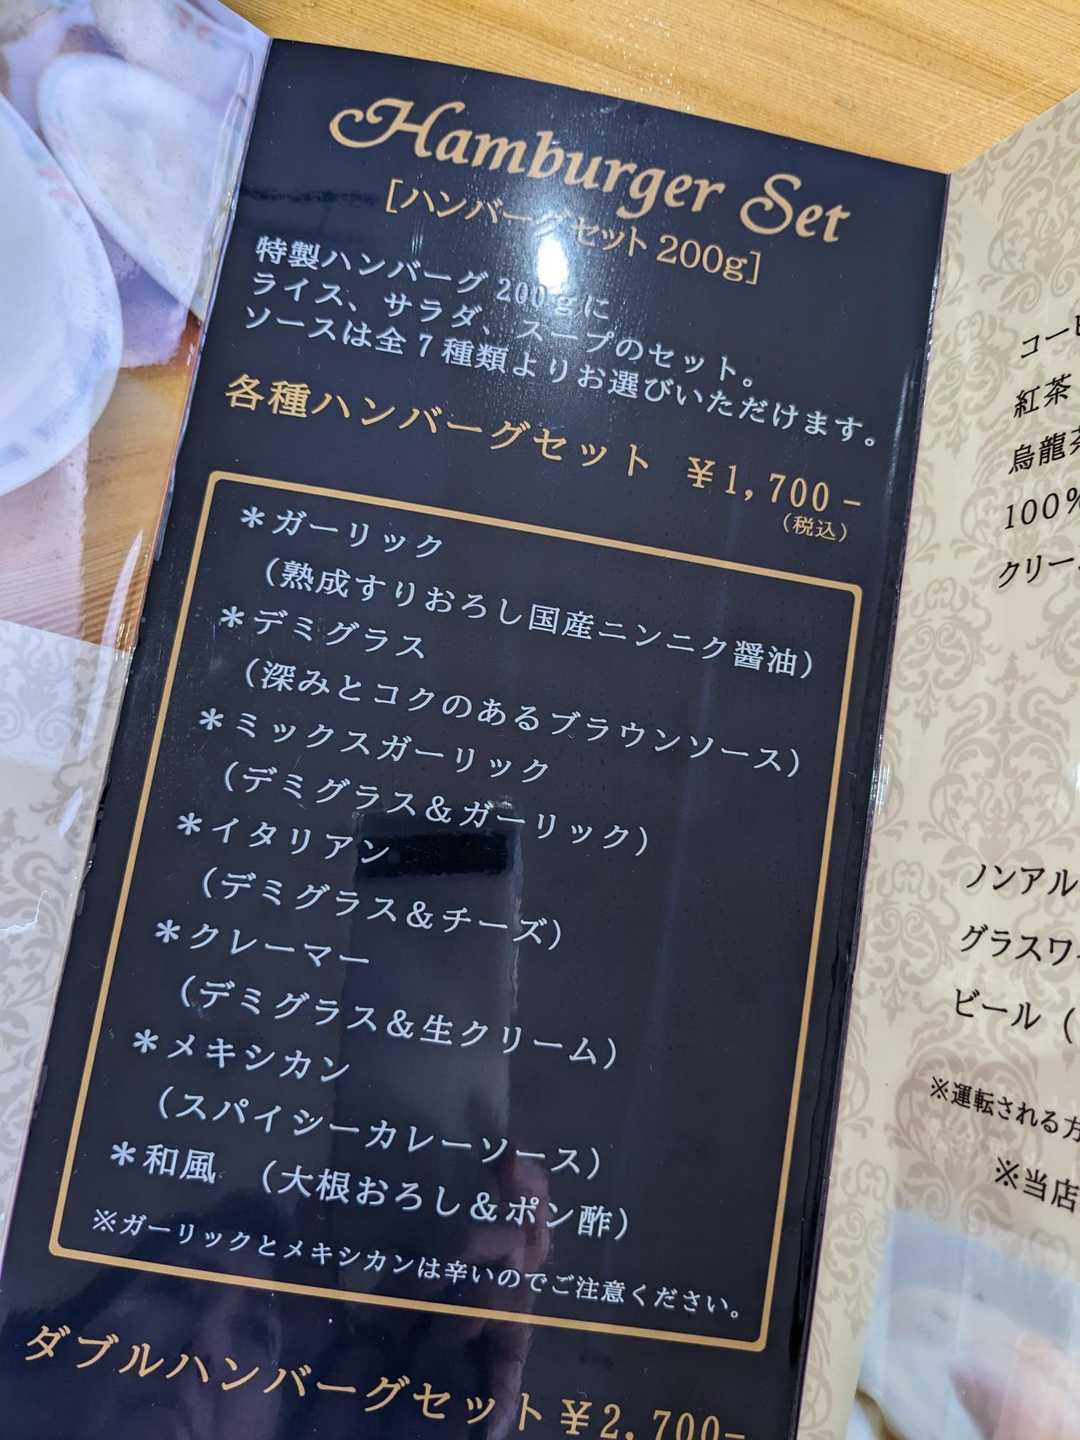 Hamburger Set
[ハンバーグセット 200g]
特製ハンバーグ 200gに
ライス、サラダ、スープのセット。
ソースは全7種類よりお選びいただけます。
各種ハンバーグセット ¥1,700-
(税込)
*ガーリック
(熟成すりおろし国産ニンニク醤油)
*デミグラス
(深みとコクのあるブラウンソース)
*ミックスガーリック
(デミグラス&ガーリック)
*イタリアン
(デミグラス&チーズ)
*クレーマー
(デミグラス&生クリーム)
*メキシカン
(スパイシーカレーソース)
*和風 (大根おろし&ポン酢)
※ガーリックとメキシカンは辛いのでご注意ください。
ダブルハンバーグセット ¥2,700-
コーヒ
紅茶
烏龍茶
100%
クリー
ノンアル
グラスワ
ビール (
※運転される方
※当店